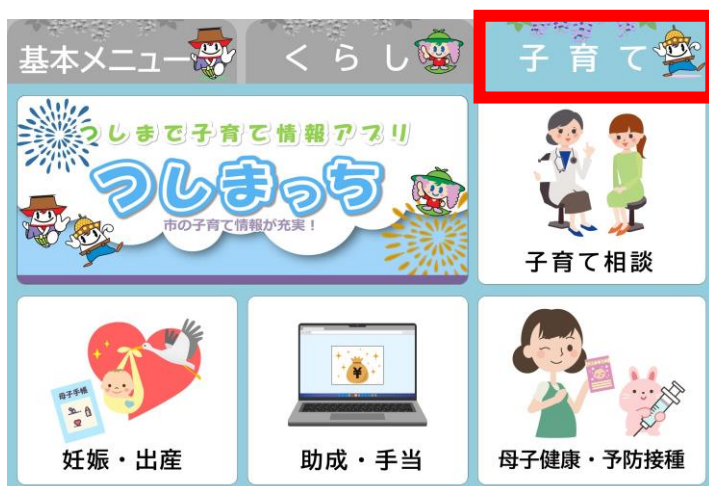 基本メニュー
くらし
子育て
つしまで子育て情報アプリ
つしまっち
市の子育て情報が充実！
子育て相談
母子手帳
¥
妊娠・出産
助成・手当
母子健康・予防接種